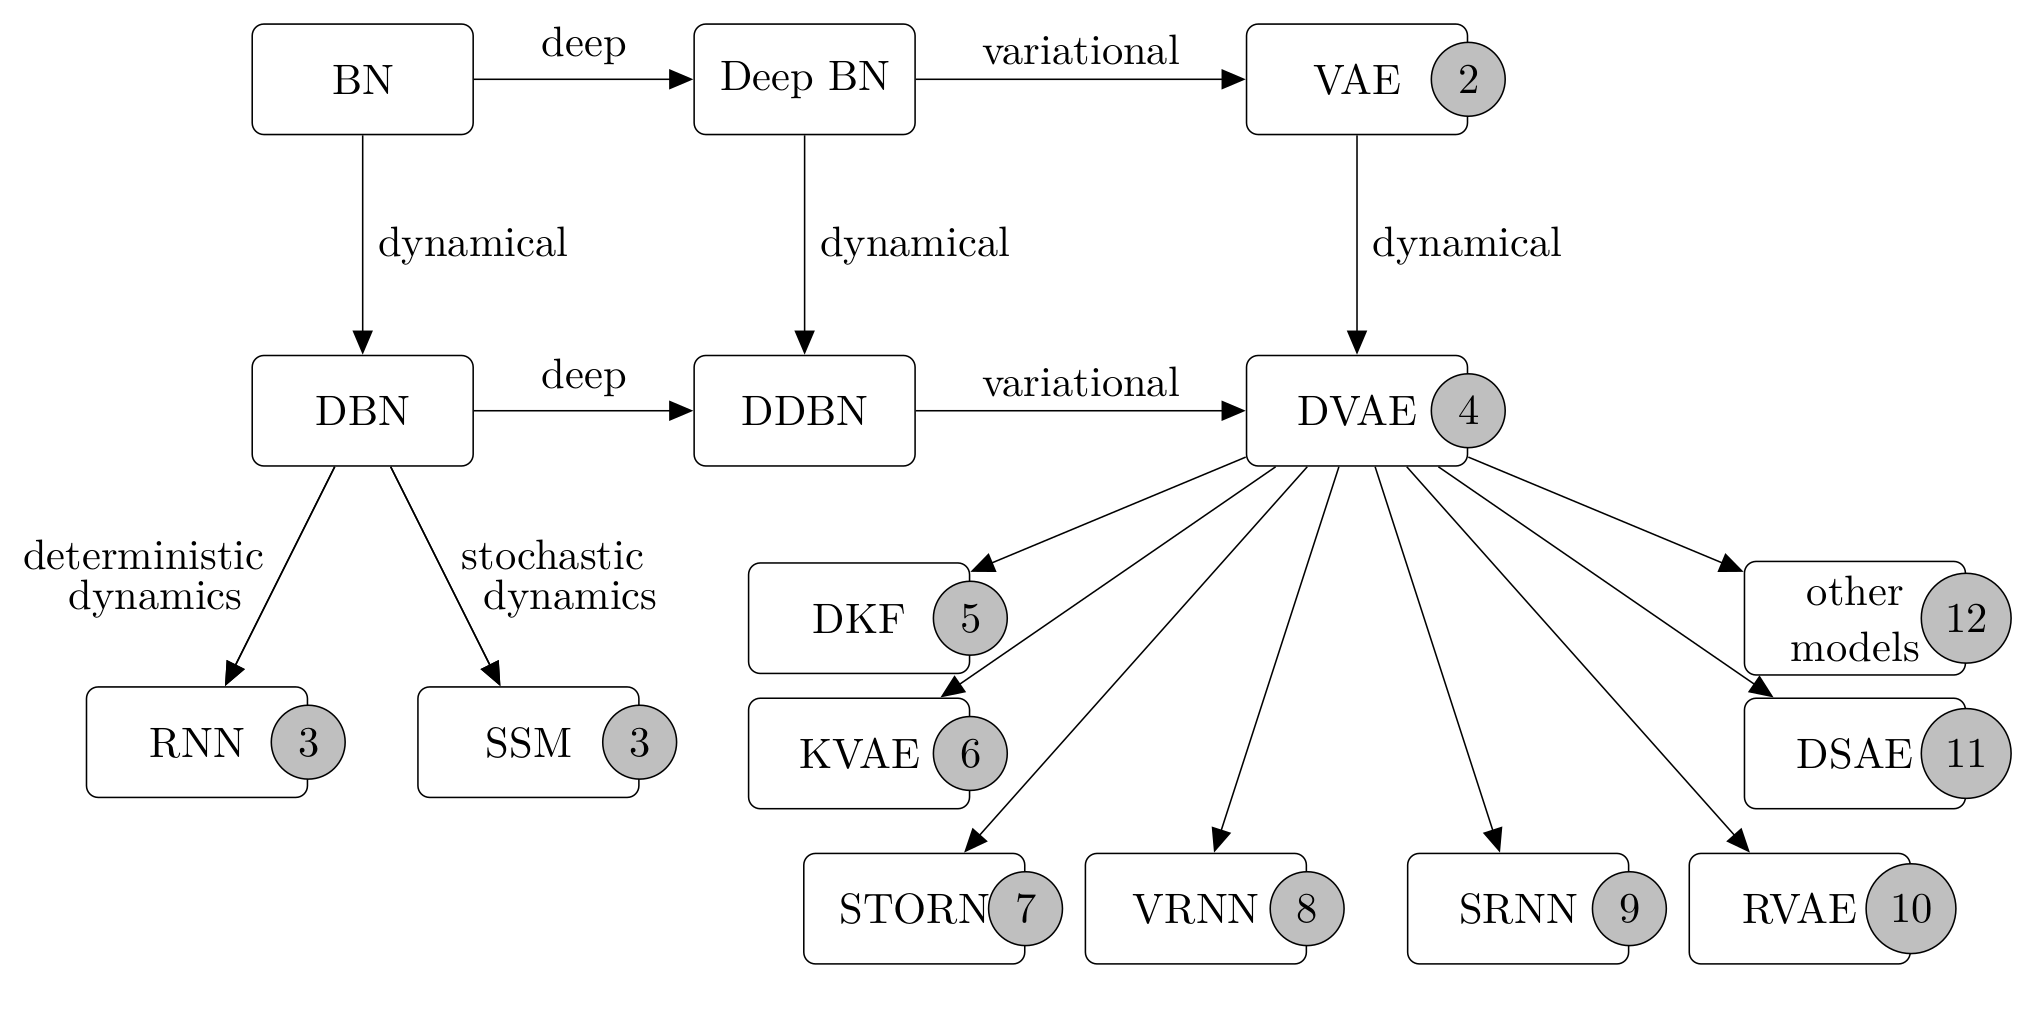 deep
variational
BN
Deep BN
VAE
2
dynamical
dynamical
dynamical
deep
variational
DBN
DDBN
DVAE
4
deterministic
dynamics
stochastic
dynamics
RNN
3
SSM
3
DKF
5
KVAE
6
STORN
7
VRNN
8
SRNN
9
RVAE
10
DSAE
11
other
models
12